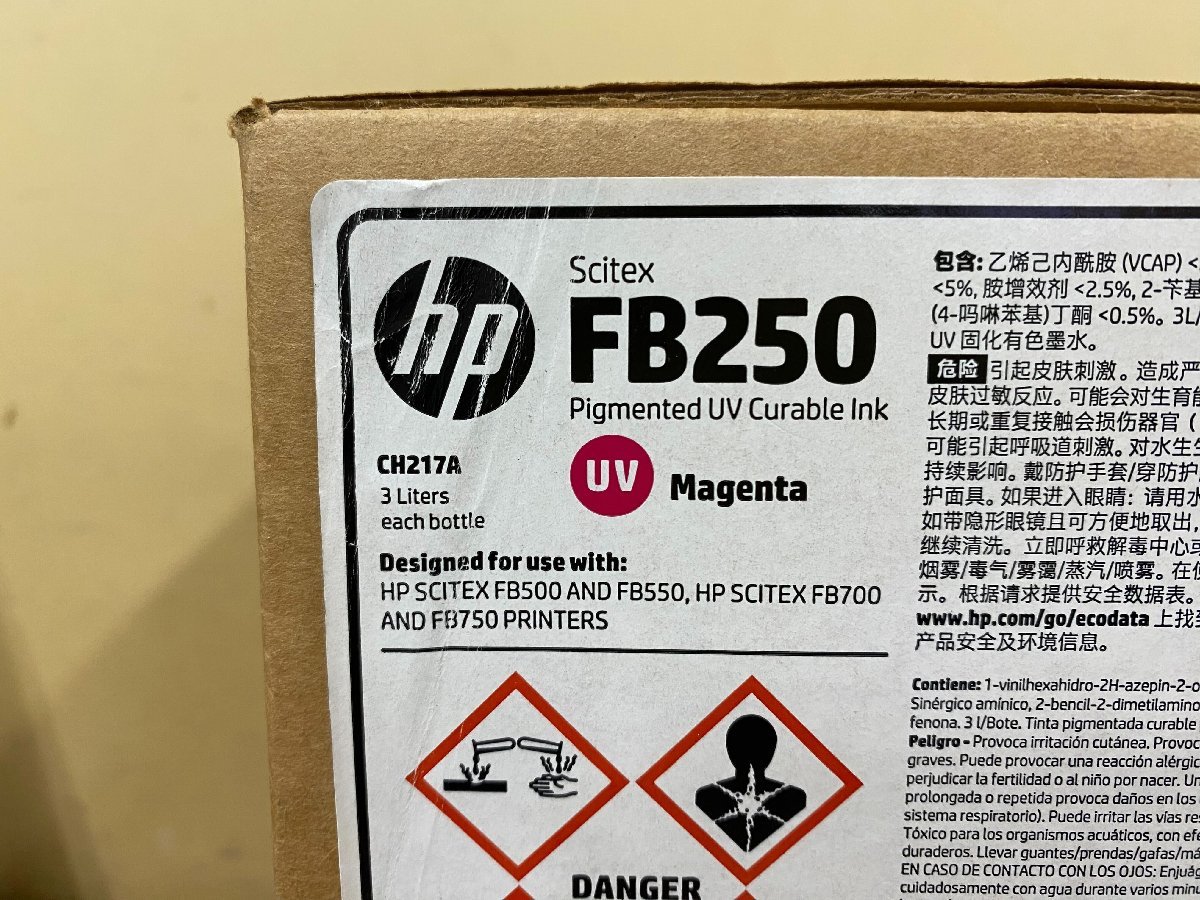 hp
Scitex
FB250
Pigmented UV Curable Ink
CH217A
3 Liters
each bottle
UV
Magenta
Designed for use with:
HP SCITEX FB500 AND FB550, HP SCITEX FB700
AND FB750 PRINTERS
DANGER
包含: 乙烯己内酰胺 (VCAP) <
<5%, 胺增效剂 <2.5%, 2-苄基
(4-吗啉苯基)丁酮 <0.5%。3L/
UV 固化有色墨水。
危险 引起皮肤刺激。造成严
皮肤过敏反应。可能会对生育能
长期或重复接触会损伤器官 (
可能引起呼吸道刺激。对水生生
持续影响。戴防护手套/穿防护
护面具。如果进入眼睛: 请用水
如带隐形眼镜且可方便地取出,
继续清洗。立即呼救解毒中心或
烟雾/毒气/雾霭/蒸汽/喷雾。在使
示。根据请求提供安全数据表。
www.hp.com/go/ecodata 上找到
产品安全及环境信息。
Contiene: 1-vinilhexahidro-2H-azepin-2-o
Sinérgico amínico, 2-bencil-2-dimetilamino
fenona. 3 l/Bote. Tinta pigmentada curable
Peligro - Provoca irritación cutánea. Provoc
graves. Puede provocar una reacción alérgic
perjudicar la fertilidad o al niño por nacer. Un
prolongada o repetida provoca daños en los
sistema respiratorio). Puede irritar las vías res
Tóxico para los organismos acuáticos, con efe
duraderos. Llevar guantes/prendas/gafas/má
EN CASO DE CONTACTO CON LOS OJOS: Enjuág
cuidadosamente con agua durante varios minu